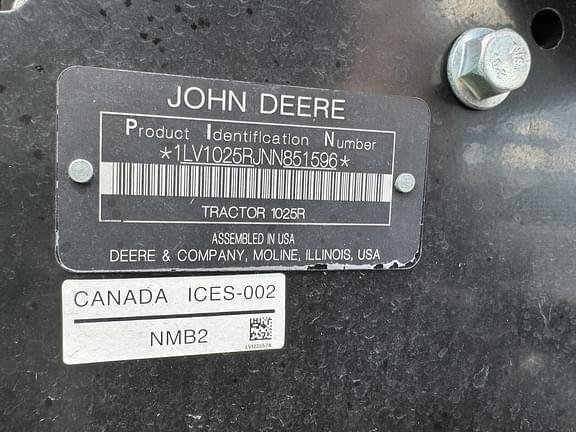 JOHN DEERE
Product Identification Number
*1LV1025RJNN851596*
TRACTOR 1025R
ASSEMBLED IN USA
DEERE & COMPANY, MOLINE, ILLINOIS, USA
CANADA ICES-002
NMB2
LVU35578